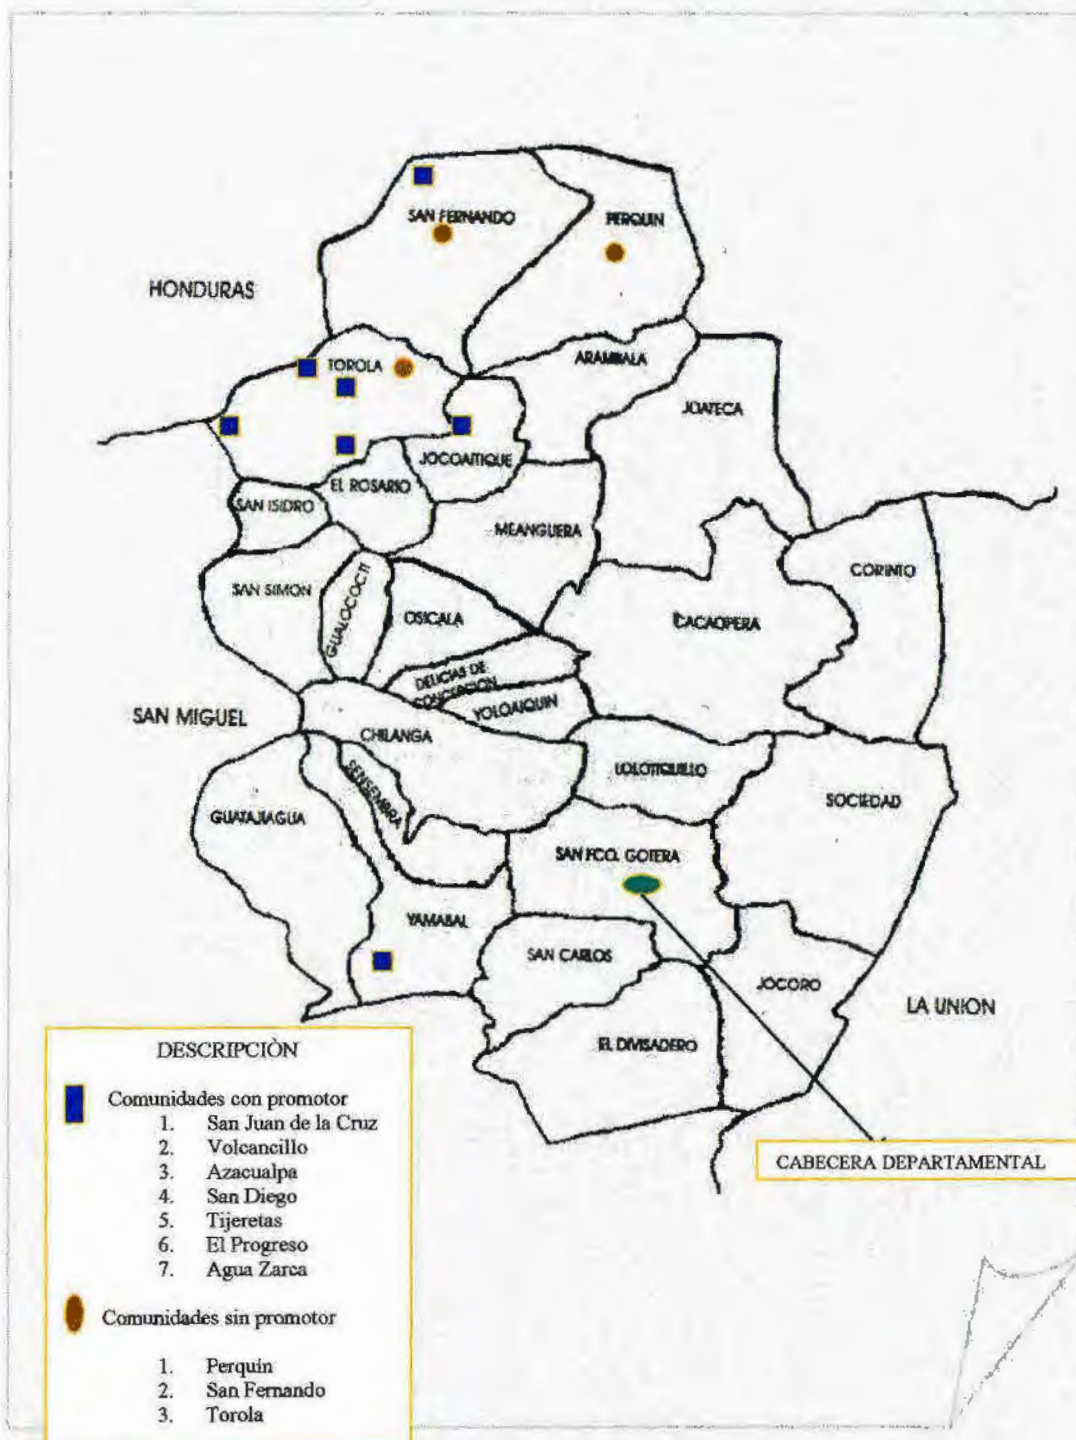 SAN FERNANDO
PERQUIN
HONDURAS
TOROLA
ARAMBALA
JOATECA
JOCOAITIQUE
EL ROSARIO
SAN ISIDRO
MEANGUERA
CORINTO
SAN SIMON
GUALOCOCTI
OSICALA
CACAOPERA
DELICIAS DE
CONCEPCION
YOLOAIQUIN
SAN MIGUEL
CHILANGA
LOLOTIQUILLO
SENSEMBRA
SOCIEDAD
GUATAJIAGUA
SAN FCO. GOTERA
YAMABAL
SAN CARLOS
JOCORO
LA UNION
EL DIVISADERO
DESCRIPCIÒN
Comunidades con promotor
1. San Juan de la Cruz
2. Volcancillo
3. Azacualpa
4. San Diego
5. Tijeretas
6. El Progreso
7. Agua Zarca
Comunidades sin promotor
1. Perquín
2. San Fernando
3. Torola
CABECERA DEPARTAMENTAL